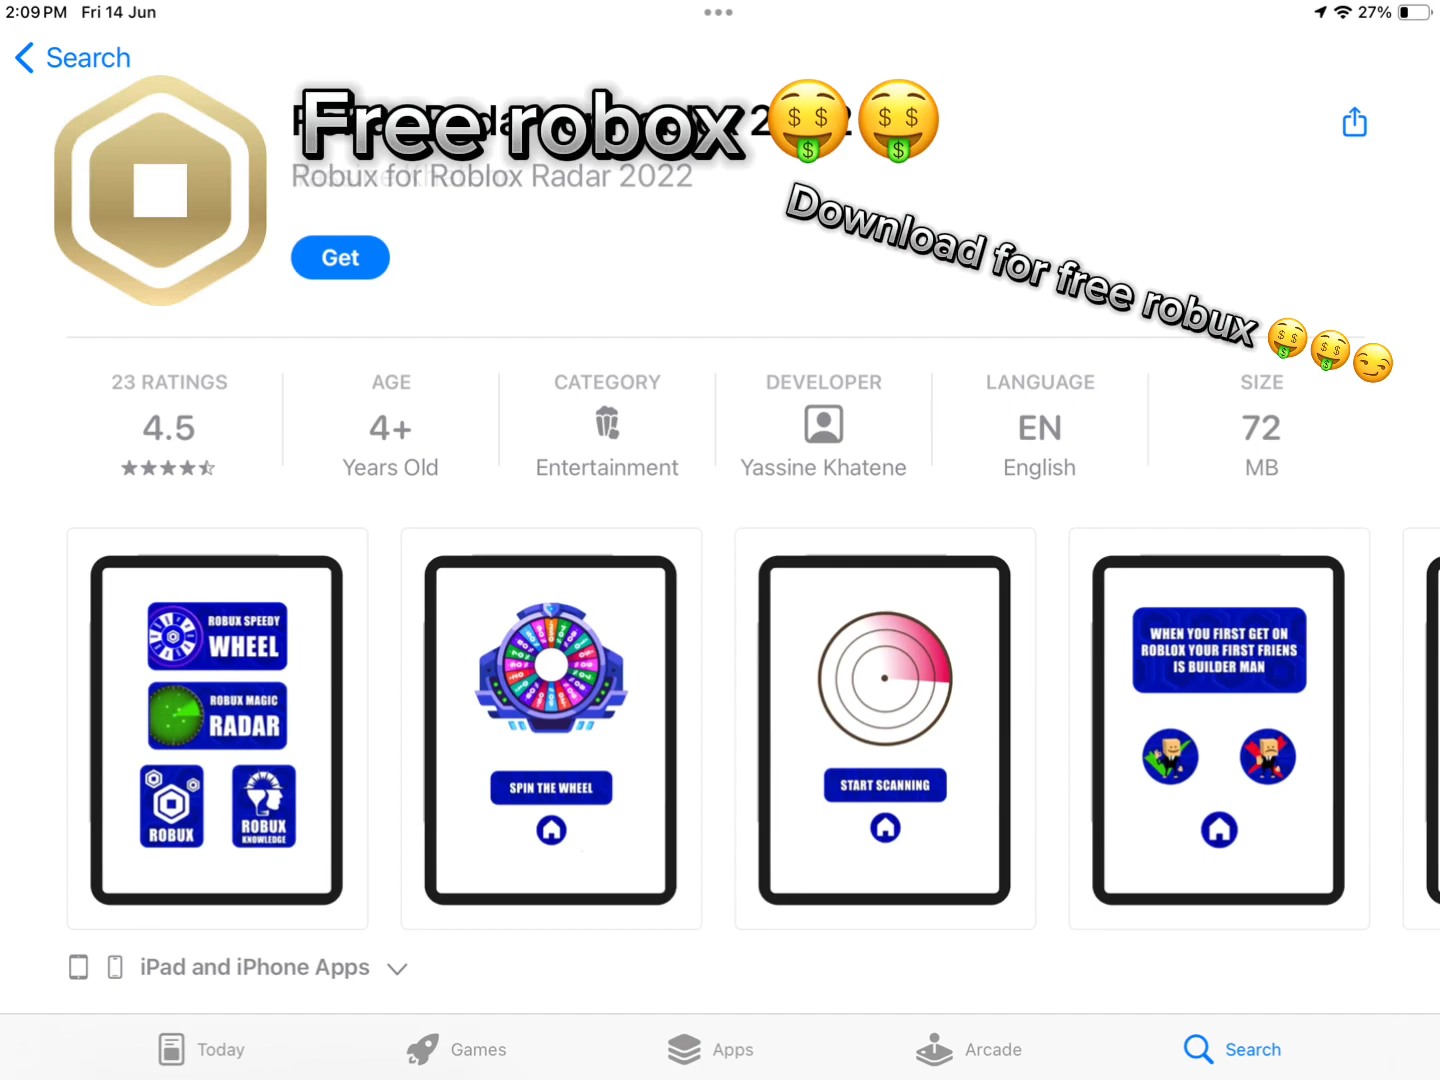 2:09 PM Fri 14 Jun
27%
Search
Free robox 🤑🤑
Robux for Roblox Radar 2022
Get
Download for free robux 🤑🤑😏
23 RATINGS
4.5
AGE
4+
Years Old
CATEGORY
Entertainment
DEVELOPER
Yassine Khatene
LANGUAGE
EN
English
SIZE
72
MB
ROBUX SPEEDY
WHEEL
ROBUX MAGIC
RADAR
ROBUX
ROBUX
KNOWLEDGE
SPIN THE WHEEL
START SCANNING
WHEN YOU FIRST GET ON
ROBLOX YOUR FIRST FRIENS
IS BUILDER MAN
iPad and iPhone Apps
Today
Games
Apps
Arcade
Search